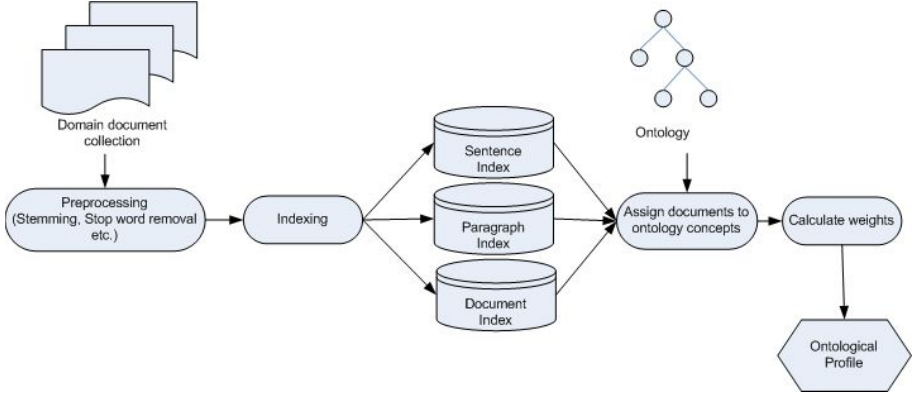 Domain document
collection
Preprocessing
(Stemming, Stop word removal
etc.)
Indexing
Sentence
Index
Paragraph
Index
Document
Index
Ontology
Assign documents to
ontology concepts
Calculate weights
Ontological
Profile